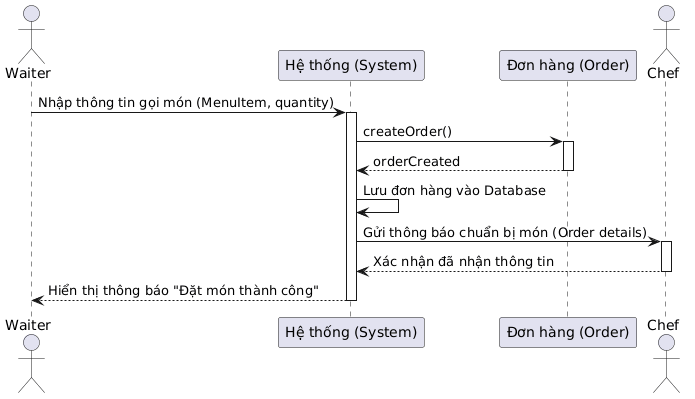 Waiter
Hệ thống (System)
Đơn hàng (Order)
Chef
Nhập thông tin gọi món (MenuItem, quantity)
createOrder()
orderCreated
Lưu đơn hàng vào Database
Gửi thông báo chuẩn bị món (Order details)
Xác nhận đã nhận thông tin
Hiển thị thông báo "Đặt món thành công"
Waiter
Hệ thống (System)
Đơn hàng (Order)
Chef